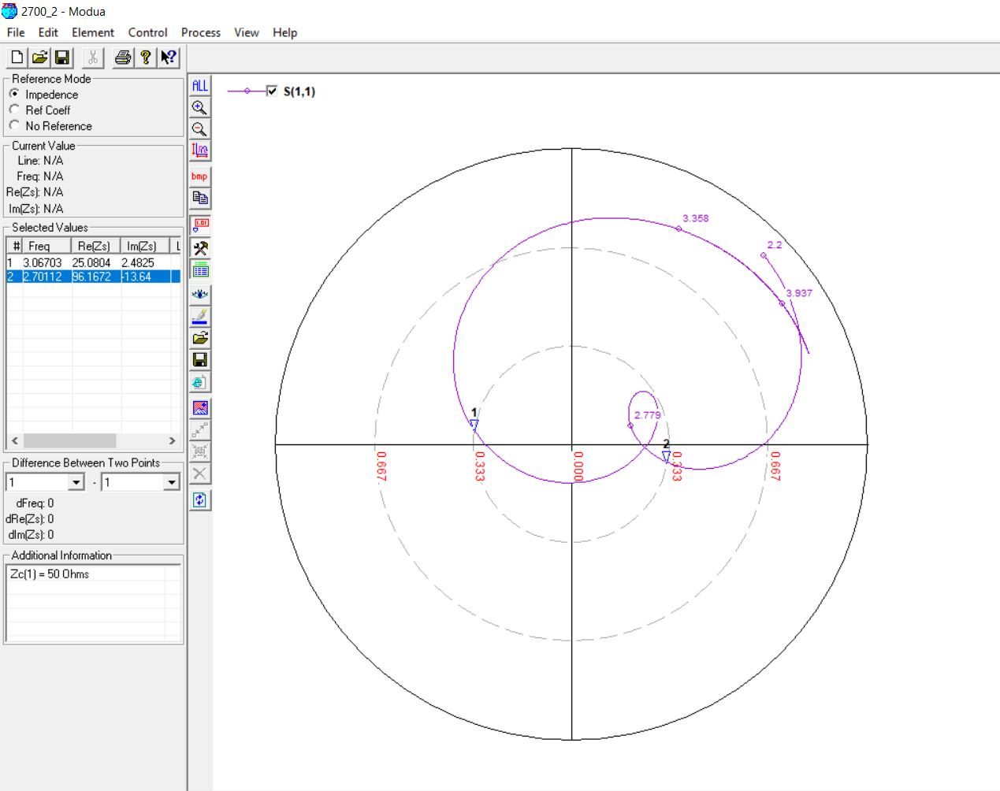 2700_2 - Modua
File Edit Element Control Process View Help
Reference Mode
Impedence
Ref Coeff
No Reference
Current Value
Line: N/A
Freq: N/A
Re(Zs): N/A
Im(Zs): N/A
Selected Values
# Freq Re(Zs) Im(Zs) L
1 3.06703 25.0804 2.4825
2 2.70112 96.1672 -13.64
Difference Between Two Points
1 - 1
dFreq: 0
dRe(Zs): 0
dIm(Zs): 0
Additional Information
Zc(1) = 50 Ohms
ALL
bmp
1.01
S(1,1)
3.358
2.2
3.937
1
2.779
2
0.667
0.333
0.000
0.333
0.667